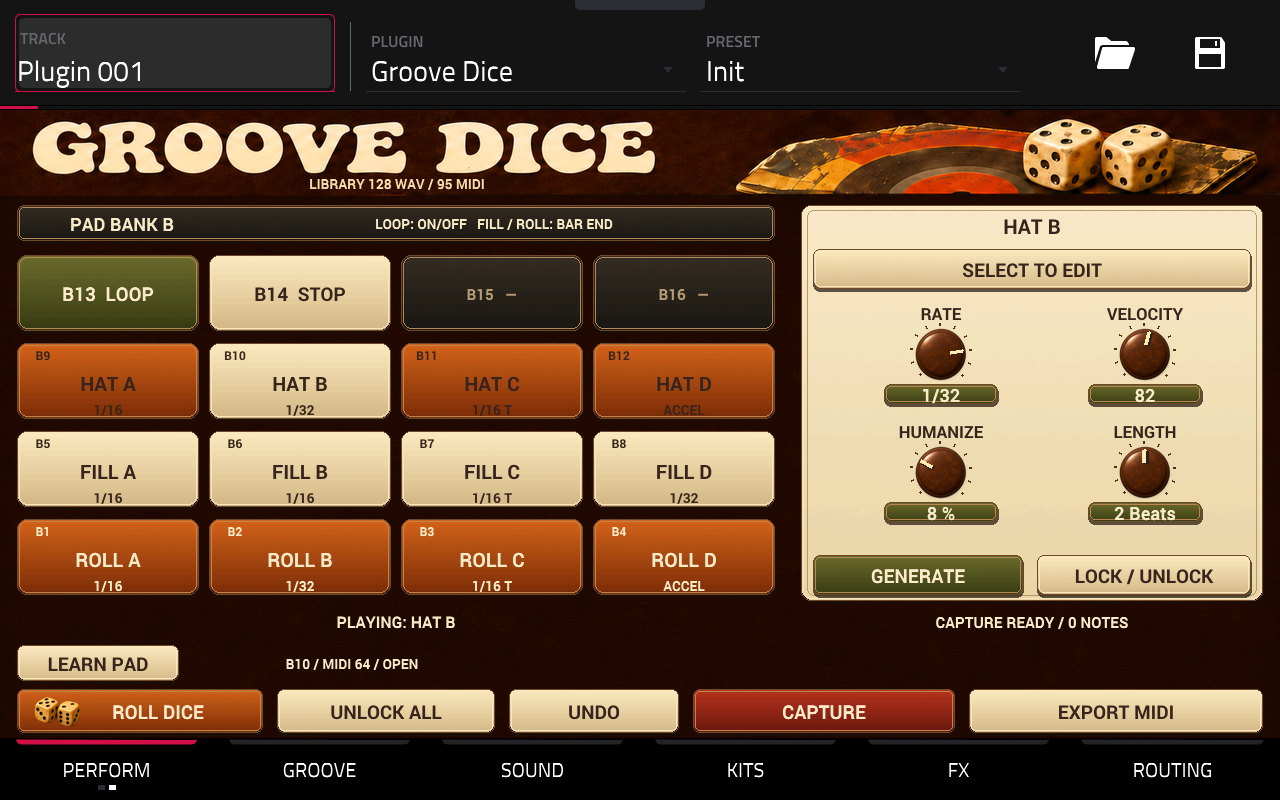 TRACK
Plugin 001
PLUGIN
Groove Dice
PRESET
Init
GROOVE DICE
LIBRARY 128 WAV / 95 MIDI
PAD BANK B
LOOP: ON/OFF FILL / ROLL: BAR END
B13 LOOP
B14 STOP
B15 –
B16 –
B9
HAT A
1/16
B10
HAT B
1/32
B11
HAT C
1/16 T
B12
HAT D
ACCEL
B5
FILL A
1/16
B6
FILL B
1/16
B7
FILL C
1/16 T
B8
FILL D
1/32
B1
ROLL A
1/16
B2
ROLL B
1/32
B3
ROLL C
1/16 T
B4
ROLL D
ACCEL
PLAYING: HAT B
HAT B
SELECT TO EDIT
RATE
1/32
VELOCITY
82
HUMANIZE
8 %
LENGTH
2 Beats
GENERATE
LOCK / UNLOCK
CAPTURE READY / 0 NOTES
LEARN PAD
B10 / MIDI 64 / OPEN
ROLL DICE
UNLOCK ALL
UNDO
CAPTURE
EXPORT MIDI
PERFORM
GROOVE
SOUND
KITS
FX
ROUTING